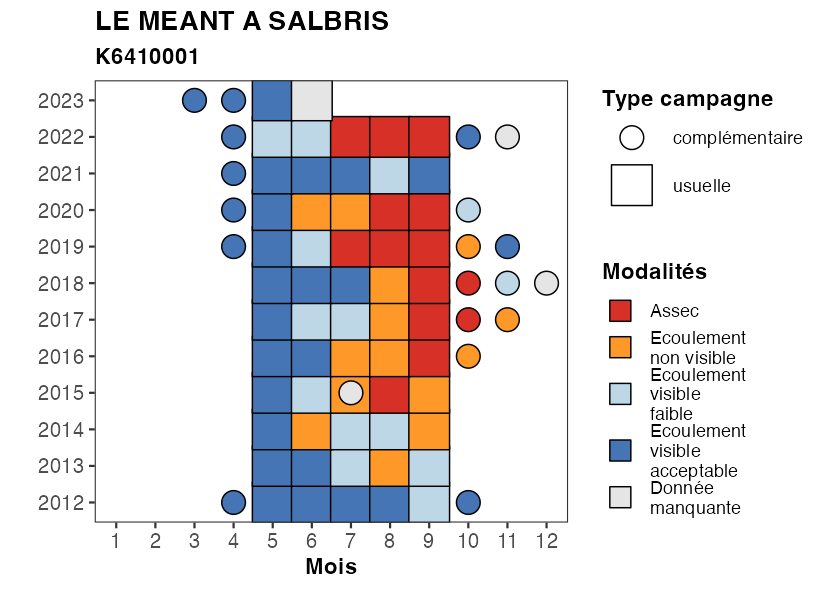 LE MEANT A SALBRIS
K6410001
2023
2022
2021
2020
2019
2018
2017
2016
2015
2014
2013
2012
1 2 3 4 5 6 7 8 9 10 11 12
Mois
Type campagne
complémentaire
usuelle
Modalités
Assec
Ecoulement
non visible
Ecoulement
visible
faible
Ecoulement
visible
acceptable
Donnée
manquante